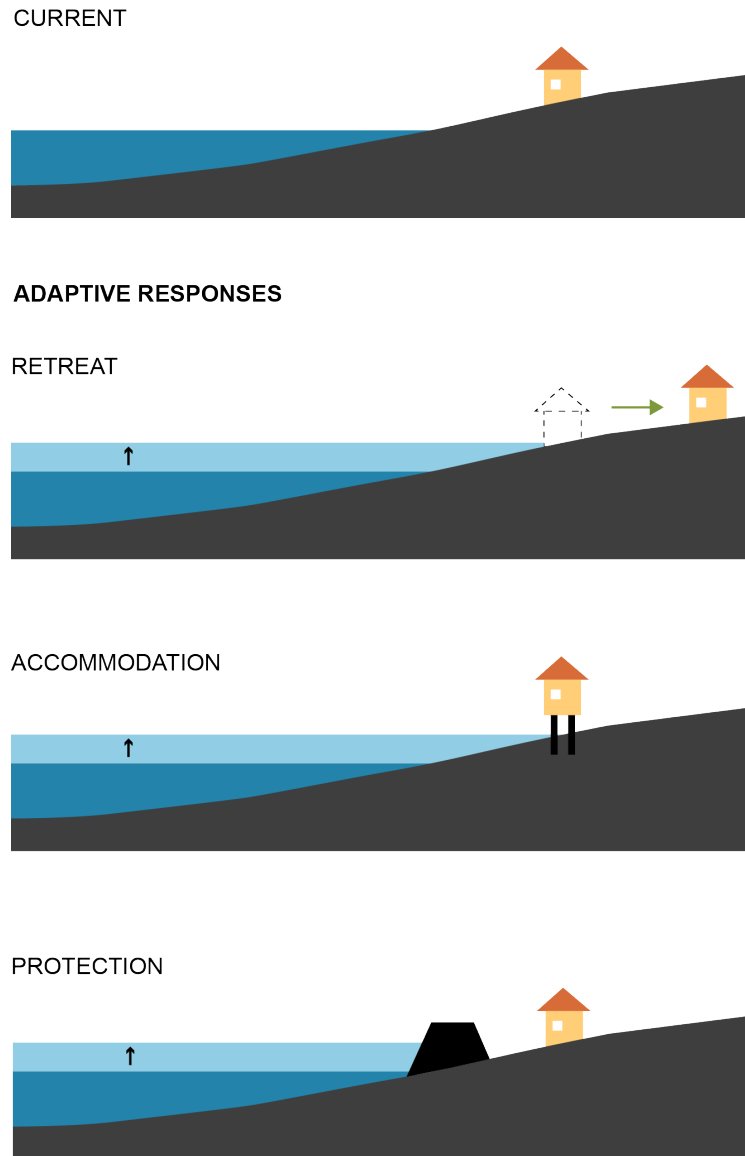 CURRENT
ADAPTIVE RESPONSES
RETREAT
ACCOMMODATION
PROTECTION